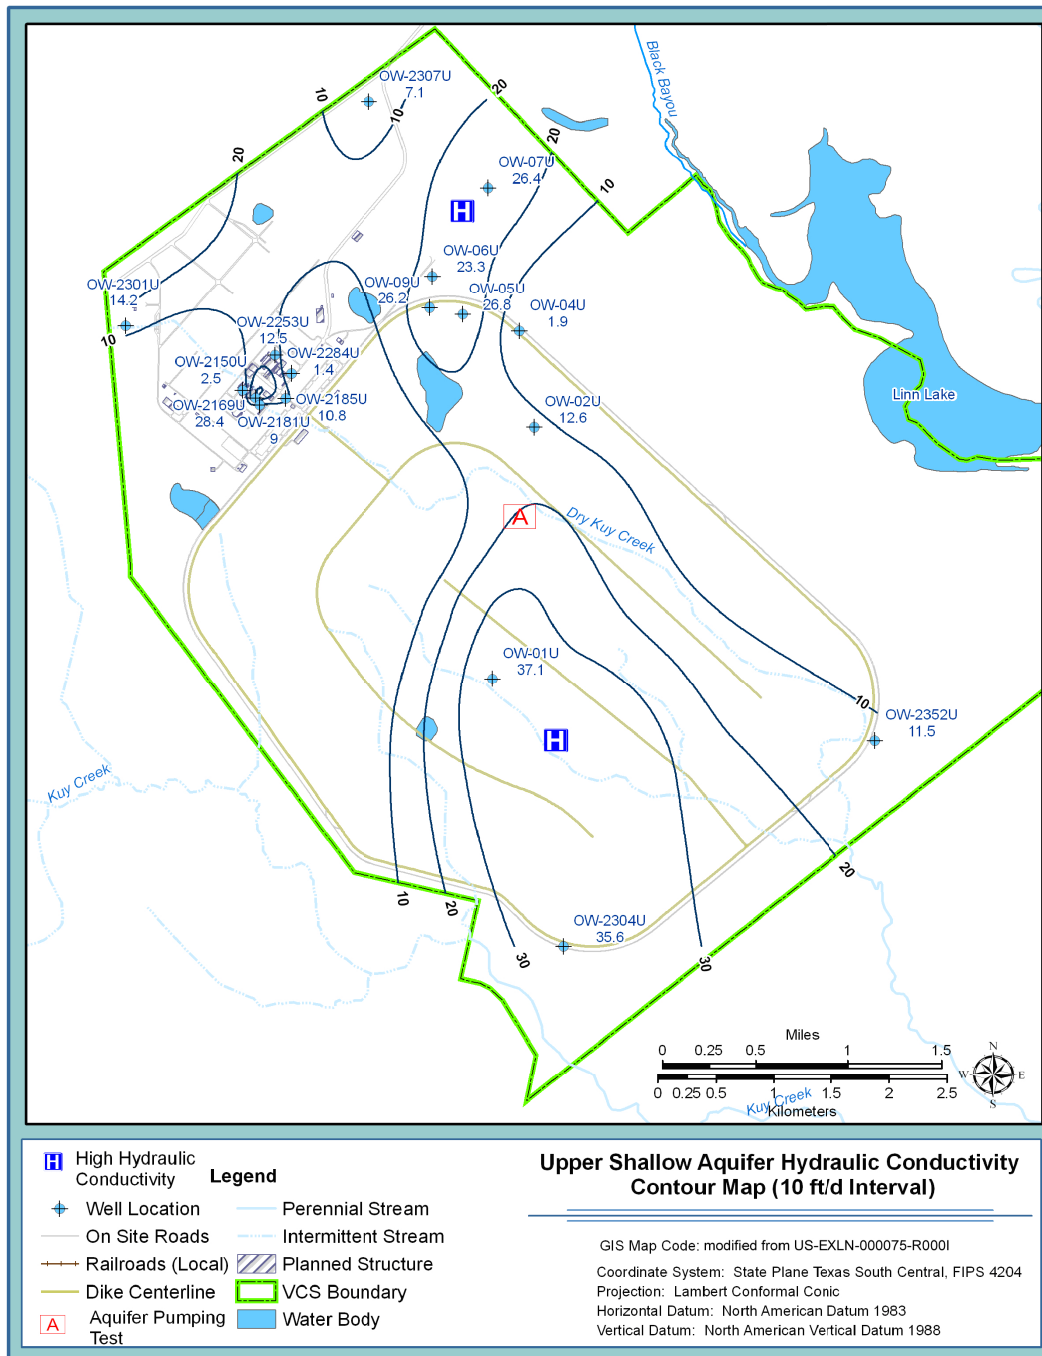 OW-2307U
7.1
10
10
20
20
Black Bayou
20
OW-07U
26.4
10
H
OW-06U
23.3
OW-2301U
14.2
OW-09U
26.2
OW-05U
26.8
OW-04U
1.9
10
OW-2253U
12.5
OW-2284U
1.4
OW-2150U
2.5
OW-2169U
28.4
OW-2185U
10.8
OW-2181U
9
OW-02U
12.6
Linn Lake
A
Dry Kuy Creek
OW-01U
37.1
10
OW-2352U
11.5
H
Kuy Creek
20
10
20
OW-2304U
35.6
30
30
Miles
0 0.25 0.5 1 1.5
0 0.25 0.5 1 1.5 2 2.5
Kilometers
Kuy Creek
N
W
E
S
Legend
H High Hydraulic
Conductivity
Well Location
On Site Roads
Railroads (Local)
Dike Centerline
A Aquifer Pumping
Test
Perennial Stream
Intermittent Stream
Planned Structure
VCS Boundary
Water Body
Upper Shallow Aquifer Hydraulic Conductivity
Contour Map (10 ft/d Interval)
GIS Map Code: modified from US-EXLN-000075-R000I
Coordinate System: State Plane Texas South Central, FIPS 4204
Projection: Lambert Conformal Conic
Horizontal Datum: North American Datum 1983
Vertical Datum: North American Vertical Datum 1988